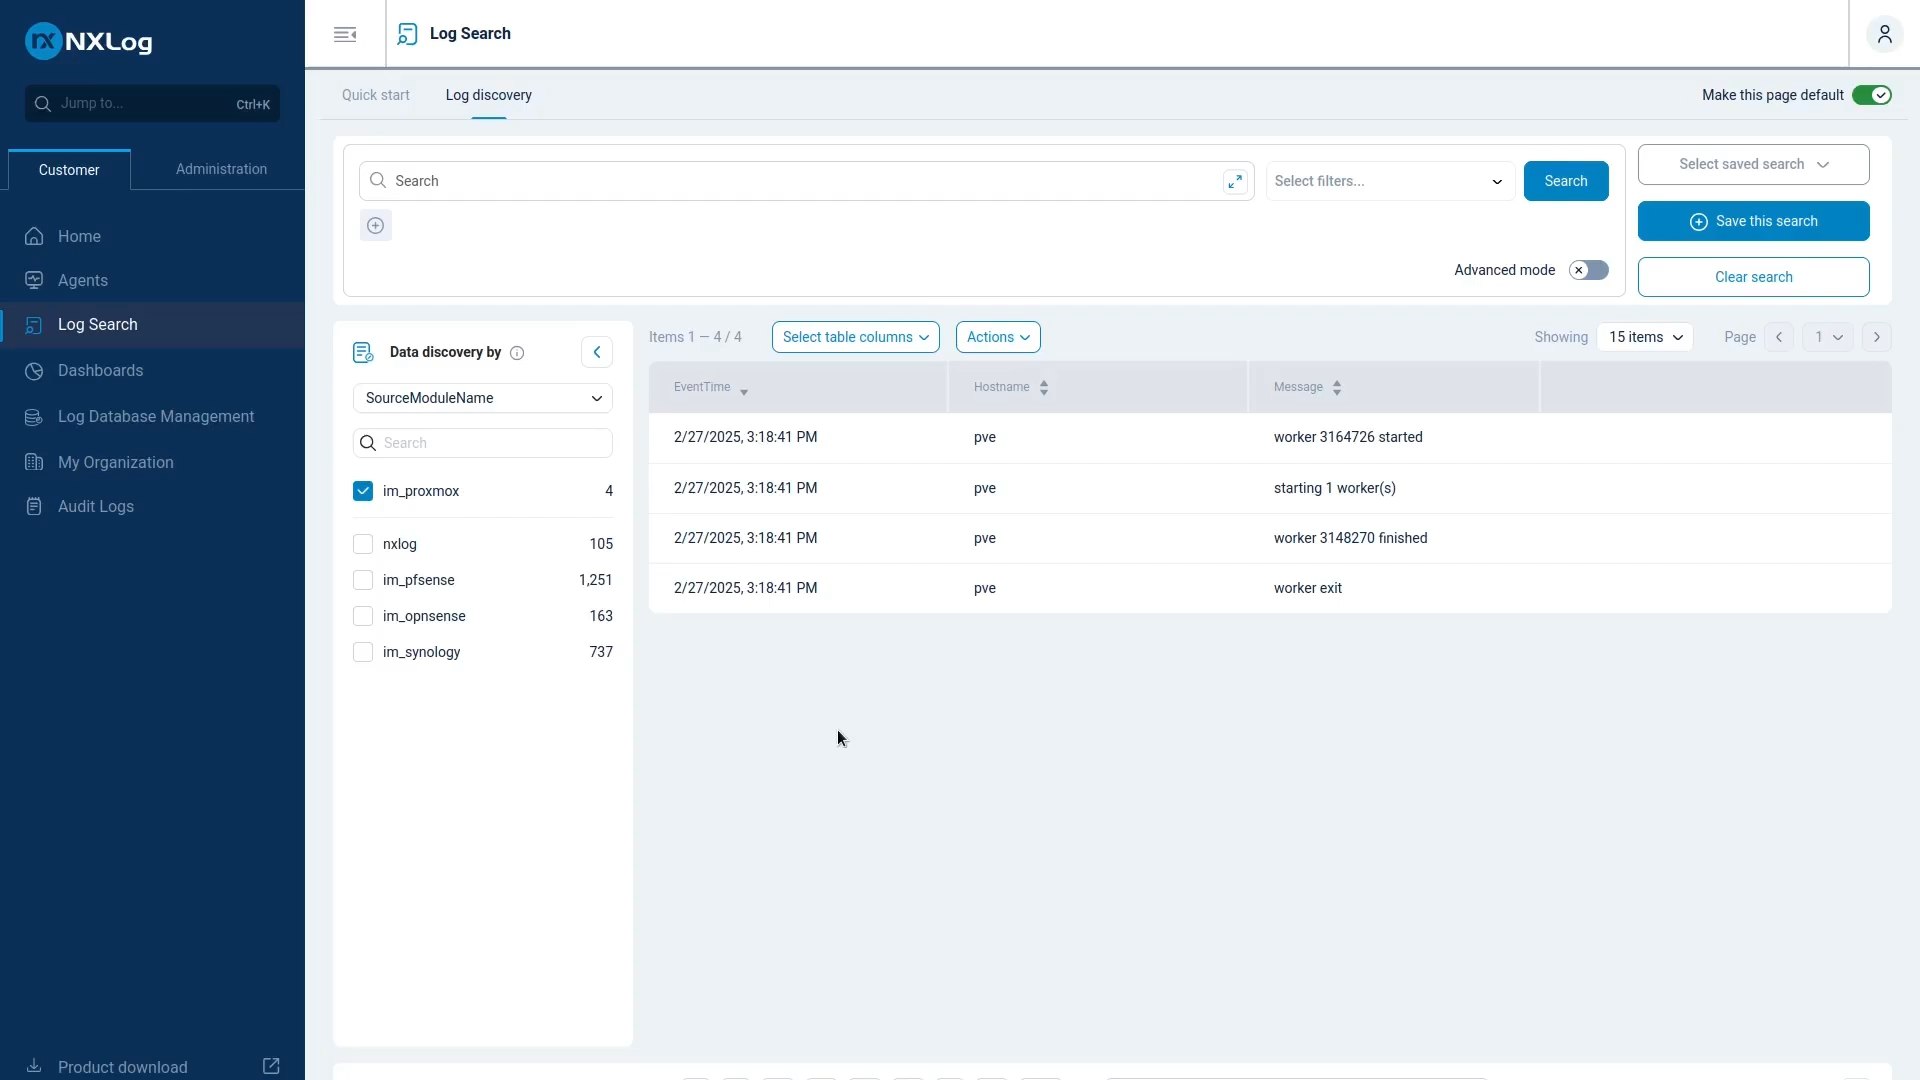 NXLog
Jump to...
Ctrl+K
Customer
Administration
Home
Agents
Log Search
Dashboards
Log Database Management
My Organization
Audit Logs
Product download
Log Search
Quick start
Log discovery
Make this page default
Search
Select filters...
Search
Advanced mode
Select saved search
Save this search
Clear search
Data discovery by
SourceModuleName
Search
im_proxmox 4
nxlog 105
im_pfsense 1,251
im_opnsense 163
im_synology 737
Items 1 — 4 / 4
Select table columns
Actions
Showing
15 items
Page
1
EventTime Hostname Message
2/27/2025, 3:18:41 PM pve worker 3164726 started
2/27/2025, 3:18:41 PM pve starting 1 worker(s)
2/27/2025, 3:18:41 PM pve worker 3148270 finished
2/27/2025, 3:18:41 PM pve worker exit